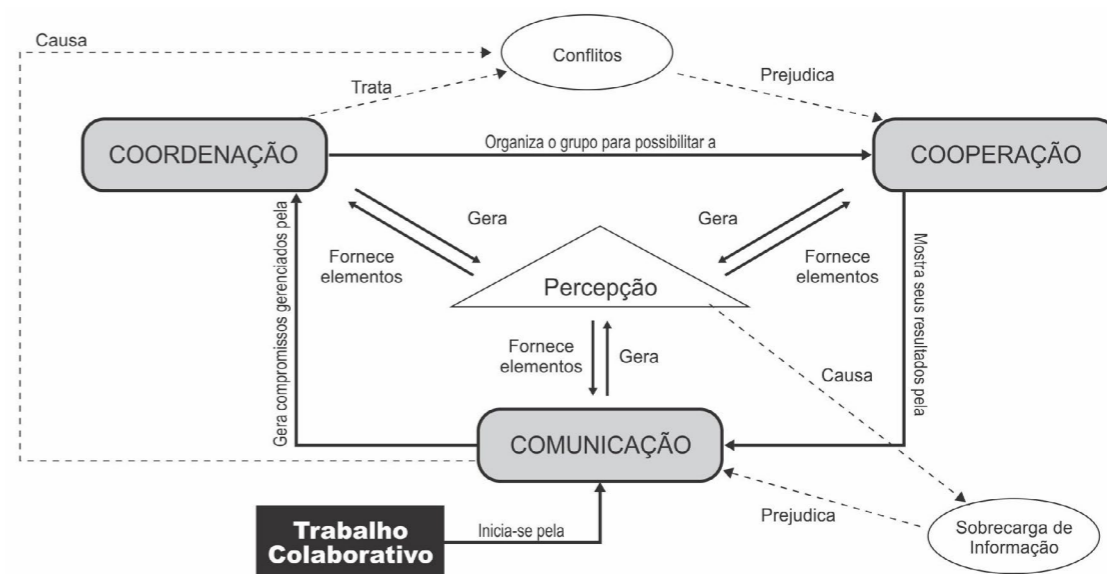 Causa
Conflitos
Trata
Prejudica
COORDENAÇÃO
Organiza o grupo para possibilitar a
COOPERAÇÃO
Gera
Gera
Fornece
elementos
Percepção
Fornece
elementos
Gera compromissos gerenciados pela
Mostra seus resultados pela
Fornece
elementos
Gera
Causa
COMUNICAÇÃO
Prejudica
Sobrecarga de
Informação
Trabalho
Colaborativo
Inicia-se pela